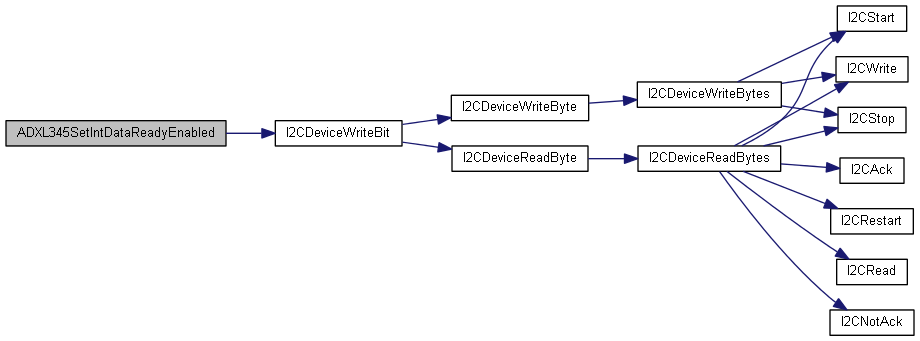 ADXL345SetIntDataReadyEnabled
I2CDeviceWriteBit
I2CDeviceWriteByte
I2CDeviceReadByte
I2CDeviceWriteBytes
I2CDeviceReadBytes
I2CStart
I2CWrite
I2CStop
I2CAck
I2CRestart
I2CRead
I2CNotAck